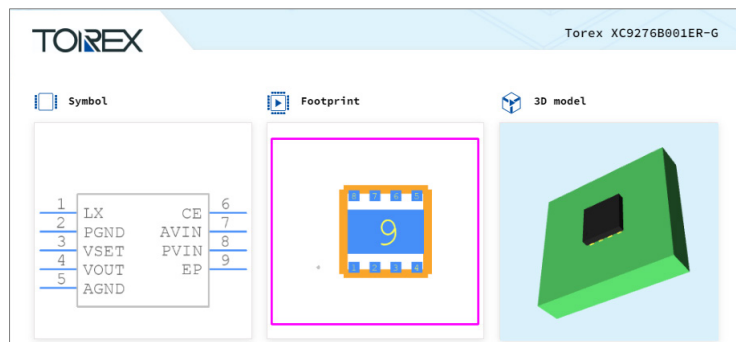 TOREX
Torex XC9276B001ER-G
Symbol
Footprint
3D model
1 LX
2 PGND
3 VSET
4 VOUT
5 AGND
CE 6
AVIN 7
PVIN 8
EP 9
8 7 6 5
9
1 2 3 4